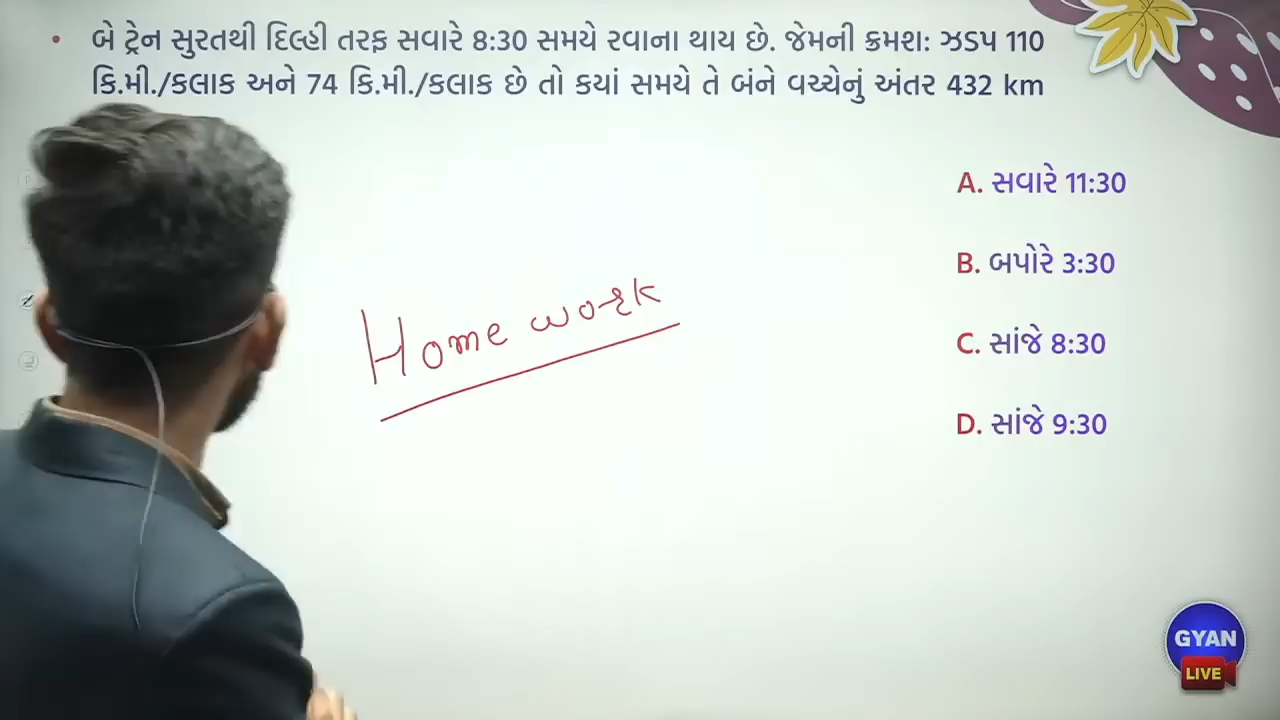 • બે ટ્રેન સુરતથી દિલ્હી તરફ સવારે 8:30 સમયે રવાના થાય છે. જેમની ક્રમશ: ઝડપ 110
કિ.મી./કલાક અને 74 કિ.મી./કલાક છે તો કયાં સમયે તે બંને વચ્ચેનું અંતર 432 km
A. સવારે 11:30
B. બપોરે 3:30
C. સાંજે 8:30
D. સાંજે 9:30
Home work
GYAN
LIVE